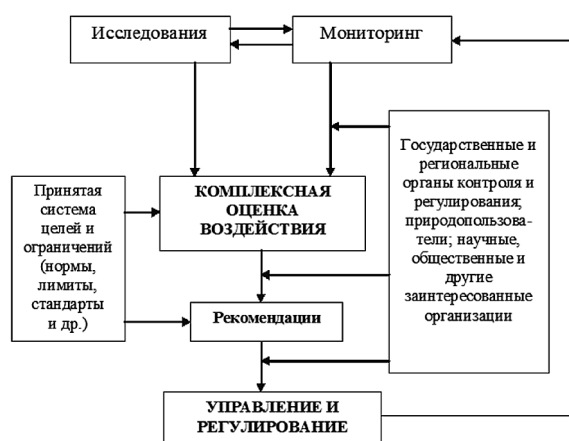 Исследования
Мониторинг
Государственные и
региональные
органы контроля и
регулирования;
природопользова-
тели; научные,
общественные и
другие
заинтересованные
организации
Принятая
система
целей и
ограничений
(нормы,
лимиты,
стандарты
и др.)
КОМПЛЕКСНАЯ
ОЦЕНКА
ВОЗДЕЙСТВИЯ
Рекомендации
УПРАВЛЕНИЕ И
РЕГУЛИРОВАНИЕ